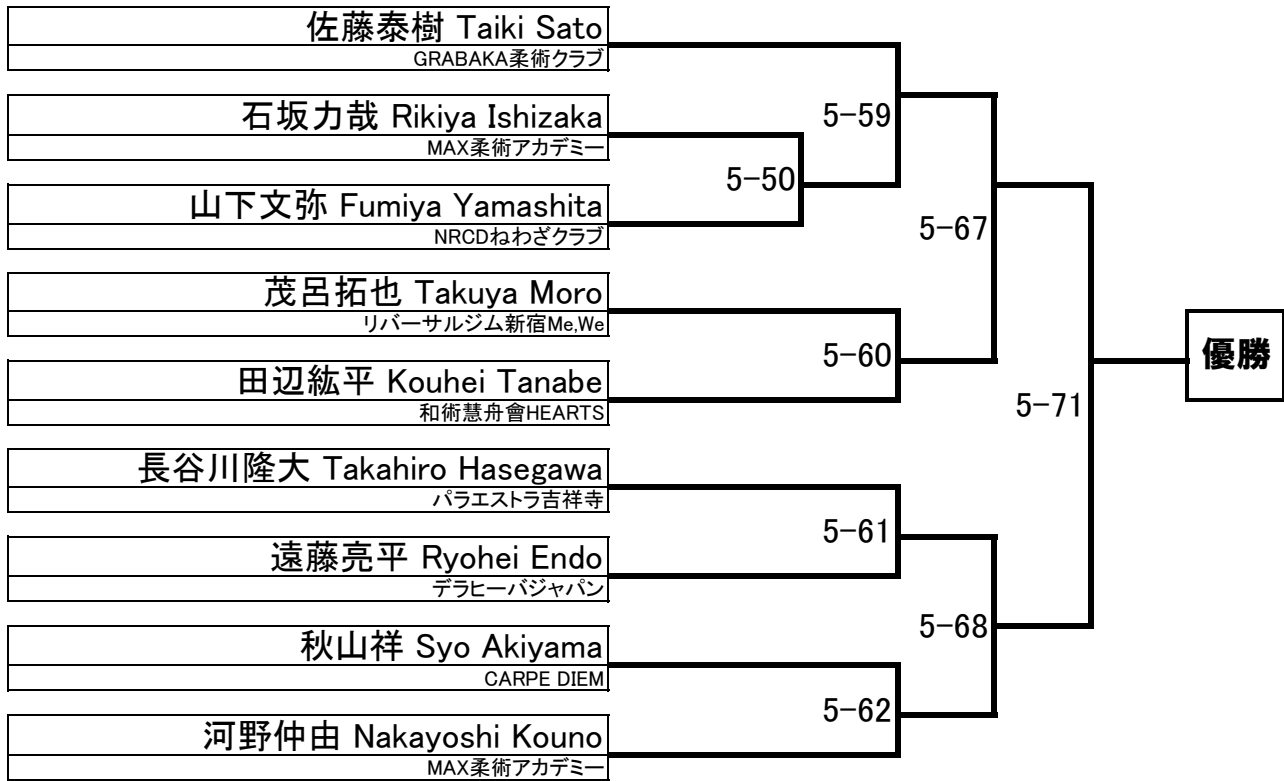 佐藤泰樹 Taiki Sato
GRABAKA柔術クラブ
石坂力哉 Rikiya Ishizaka
MAX柔術アカデミー
山下文弥 Fumiya Yamashita
NRCDねわざクラブ
茂呂拓也 Takuya Moro
リバーサルジム新宿Me,We
田辺紘平 Kouhei Tanabe
和術慧舟會HEARTS
長谷川隆大 Takahiro Hasegawa
パラエストラ吉祥寺
遠藤亮平 Ryohei Endo
デラヒーバジャパン
秋山祥 Syo Akiyama
CARPE DIEM
河野仲由 Nakayoshi Kouno
MAX柔術アカデミー
5-50
5-59
5-60
5-61
5-62
5-67
5-68
5-71
優勝